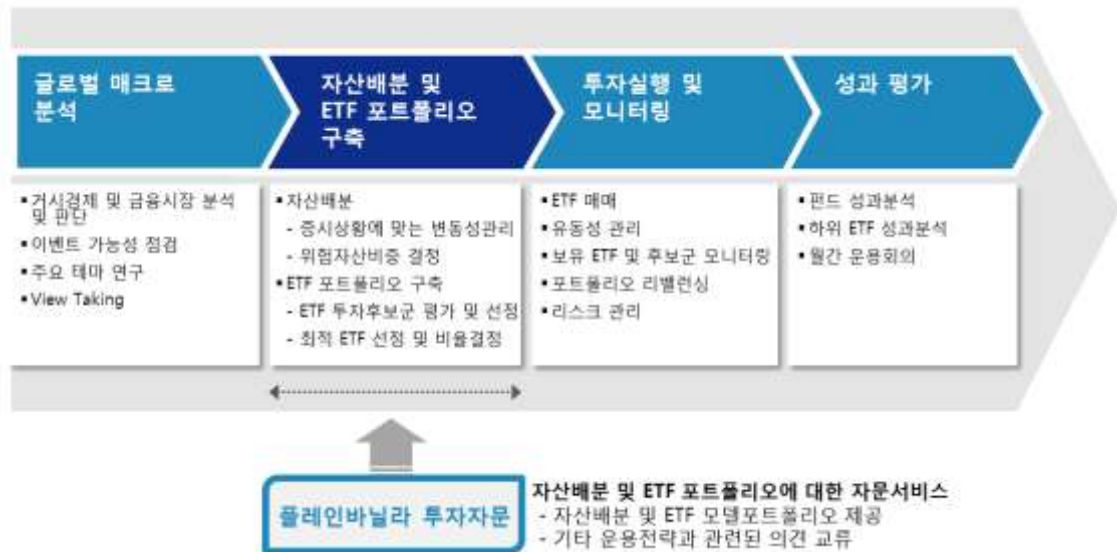 글로벌 매크로
분석
자산배분 및
ETF 포트폴리오
구축
투자실행 및
모니터링
성과 평가
▪거시경제 및 금융시장 분석
및 판단
▪이벤트 가능성 점검
▪주요 테마 연구
▪View Taking
▪자산배분
- 증시상황에 맞는 변동성관리
- 위험자산비중 결정
▪ETF 포트폴리오 구축
- ETF 투자후보군 평가 및 선정
- 최적 ETF 선정 및 비율결정
▪ETF 매매
▪유동성 관리
▪보유 ETF 및 후보군 모니터링
▪포트폴리오 리밸런싱
▪리스크 관리
▪펀드 성과분석
▪하위 ETF 성과분석
▪월간 운용회의
플레인바닐라 투자자문
자산배분 및 ETF 포트폴리오에 대한 자문서비스
- 자산배분 및 ETF 모델포트폴리오 제공
- 기타 운용전략과 관련된 의견 교류